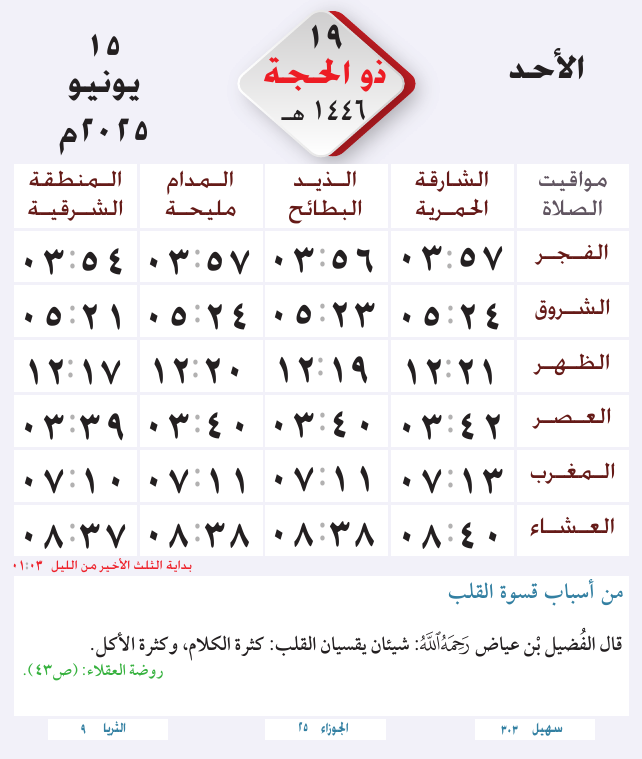 الأحد
١٩
ذو الحجة
١٤٤٦ هـ
١٥
يونيو
٢٠٢٥م
مواقيت الصلاة | الشارقة الحمرية | الذيد البطائح | المدام مليحة | المنطقة الشرقية
الفجر ٠٣:٥٧ ٠٣:٥٦ ٠٣:٥٧ ٠٣:٥٤
الشروق ٠٥:٢٤ ٠٥:٢٣ ٠٥:٢٤ ٠٥:٢١
الظهر ١٢:٢١ ١٢:١٩ ١٢:٢٠ ١٢:١٧
العصر ٠٣:٤٢ ٠٣:٤٠ ٠٣:٤٠ ٠٣:٣٩
المغرب ٠٧:١٣ ٠٧:١١ ٠٧:١١ ٠٧:١٠
العشاء ٠٨:٤٠ ٠٨:٣٨ ٠٨:٣٨ ٠٨:٣٧
بداية الثلث الأخير من الليل ٠١:٠٣
من أسباب قسوة القلب
قال الفُضيل بْن عياض رَحِمَهُ ٱللَّهُ: شيئان يقسيان القلب: كثرة الكلام، وكثرة الأكل.
روضة العقلاء: (ص٤٣).
سهيل ٣٠٣
الجوزاء ٢٥
الثريا ٩